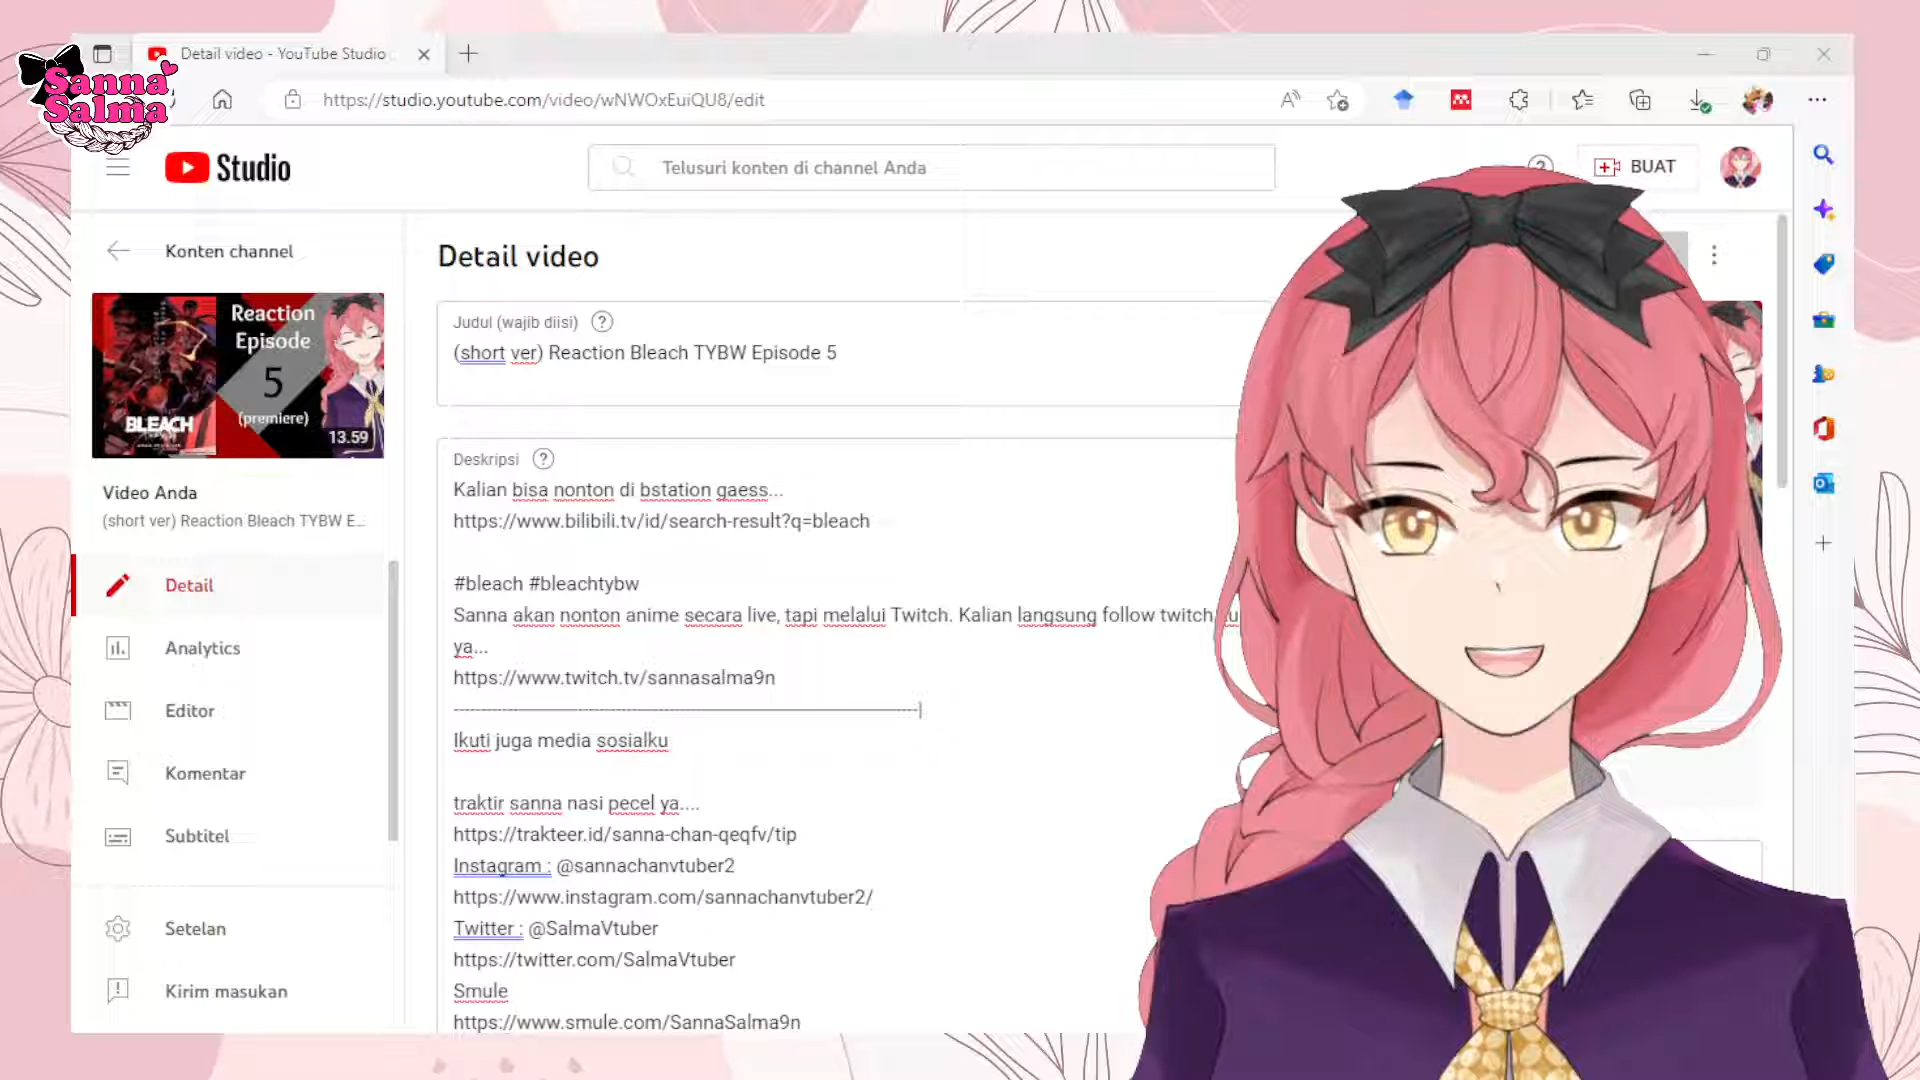 Detail video - YouTube Studio
Sanna
Salma
https://studio.youtube.com/video/wNWOxEuiQU8/edit
Studio
Telusuri konten di channel Anda
BUAT
Konten channel
Detail video
Reaction
Episode
5
(premiere)
BLEACH
13.59
Judul (wajib diisi)
(short ver) Reaction Bleach TYBW Episode 5
Video Anda
(short ver) Reaction Bleach TYBW E...
Detail
Analytics
Editor
Komentar
Subtitel
Setelan
Kirim masukan
Deskripsi
Kalian bisa nonton di bstation gaess...
https://www.bilibili.tv/id/search-result?q=bleach
#bleach #bleachtybw
Sanna akan nonton anime secara live, tapi melalui Twitch. Kalian langsung follow twitch
ya...
https://www.twitch.tv/sannasalma9n
Ikuti juga media sosialku
traktir sanna nasi pecel ya....
https://trakteer.id/sanna-chan-qeqfv/tip
Instagram : @sannachanvtuber2
https://www.instagram.com/sannachanvtuber2/
Twitter : @SalmaVtuber
https://twitter.com/SalmaVtuber
Smule
https://www.smule.com/SannaSalma9n